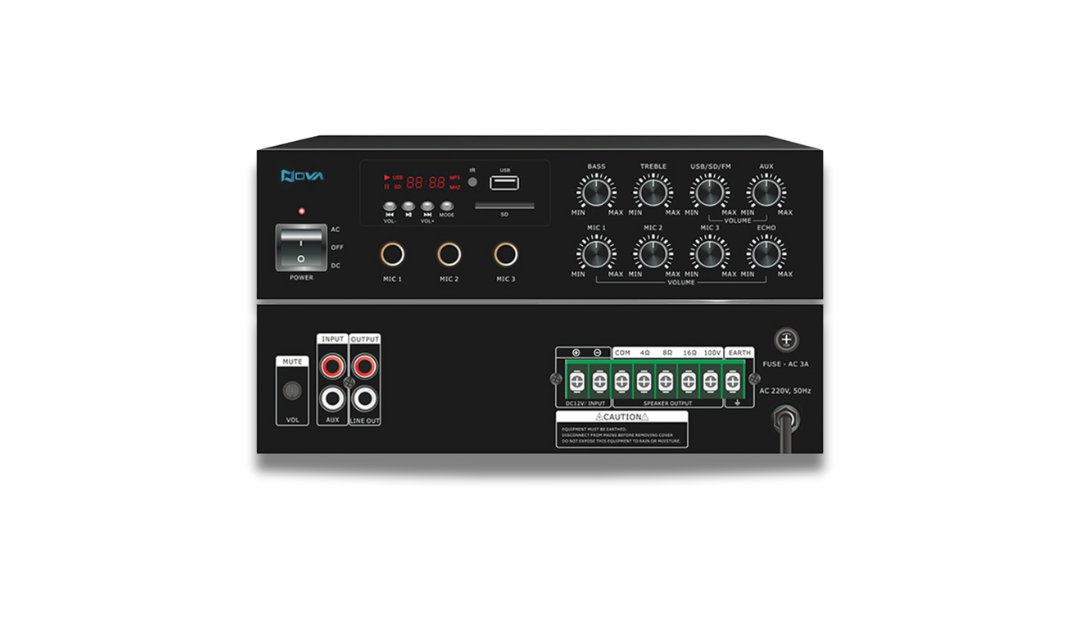 NOVA
USB MP3
SD MHZ
88:88
IR
USB
VOL- VOL+ MODE
SD
AC
OFF
DC
POWER
MIC 1 MIC 2 MIC 3
BASS TREBLE USB/SD/FM AUX
MIN MAX MIN MAX MIN MAX MIN MAX
VOLUME
MIC 1 MIC 2 MIC 3 ECHO
MIN MAX MIN MAX MIN MAX MIN MAX
VOLUME
MUTE
VOL
INPUT OUTPUT
AUX LINE OUT
COM 4Ω 8Ω 16Ω 100V EARTH
DC12V/ INPUT SPEAKER OUTPUT
CAUTION
EQUIPMENT MUST BE EARTHED.
DISCONNECT FROM MAINS BEFORE REMOVING COVER
DO NOT EXPOSE THIS EQUIPMENT TO RAIN OR MOISTURE.
FUSE - AC 3A
AC 220V, 50Hz